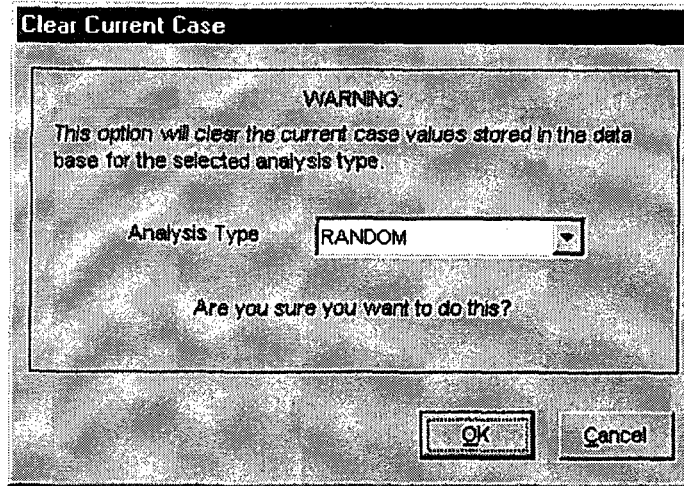 Clear Current Case
WARNING:
This option will clear the current case values stored in the data
base for the selected analysis type.
Analysis Type
RANDOM
Are you sure you want to do this?
OK
Cancel